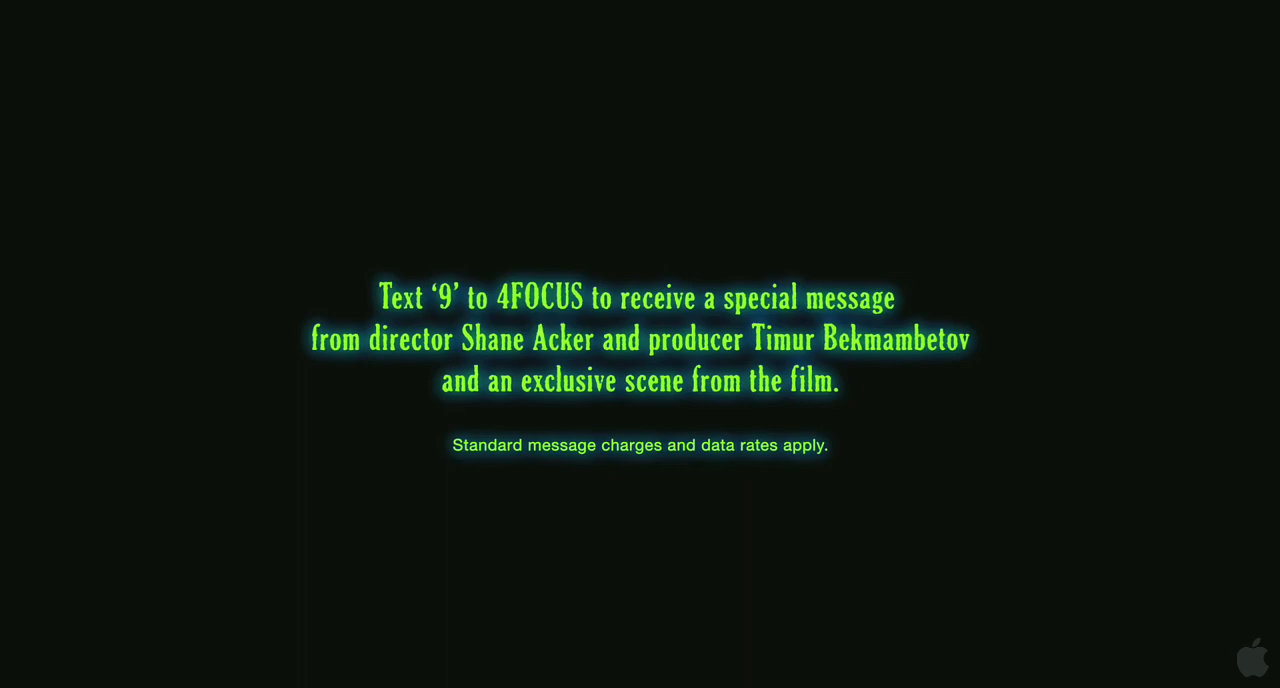 Text ‘9’ to 4FOCUS to receive a special message
from director Shane Acker and producer Timur Bekmambetov
and an exclusive scene from the film.
Standard message charges and data rates apply.